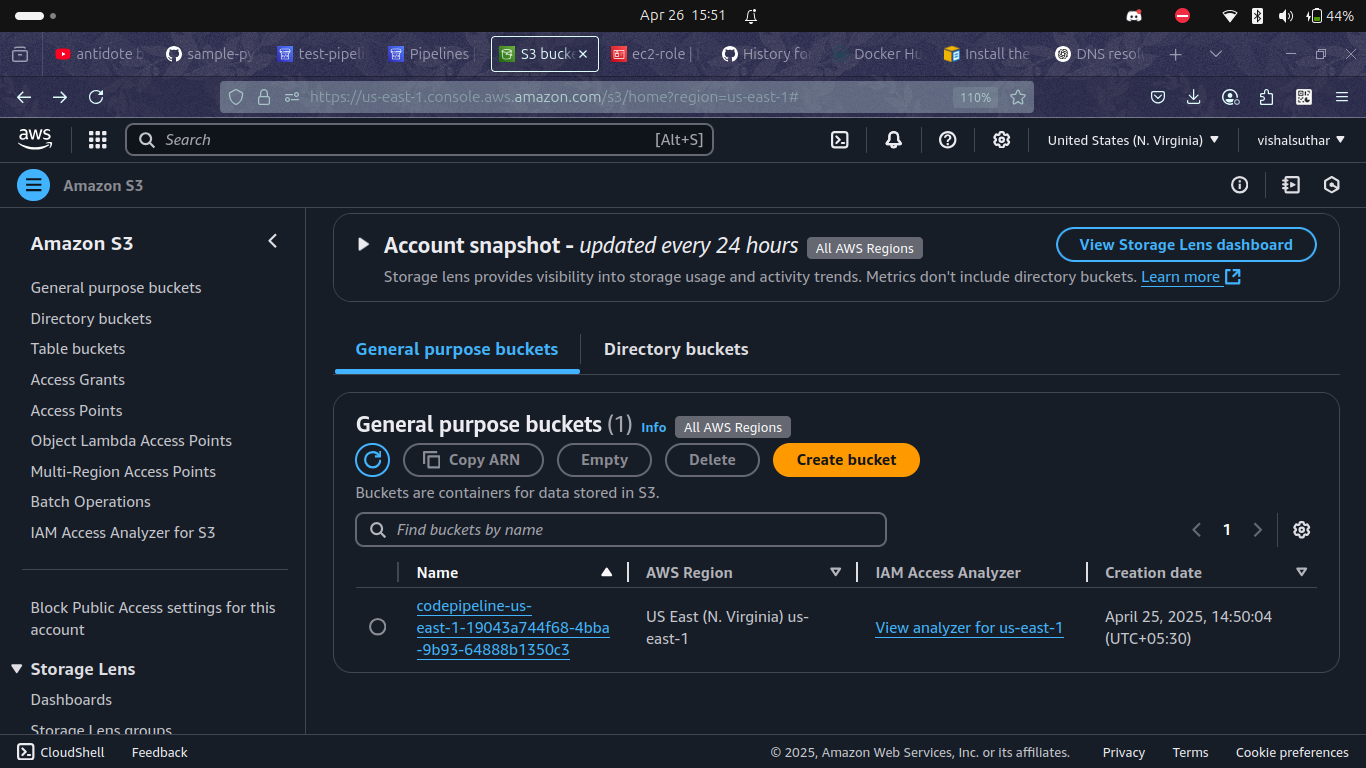 Apr 26 15:51
44%
antidote b
sample-py
test-pipeli
Pipelines
S3 bucke
ec2-role |
History fo
Docker Hu
Install the
DNS resol
https://us-east-1.console.aws.amazon.com/s3/home?region=us-east-1#
110%
aws
Search
[Alt+S]
United States (N. Virginia)
vishalsuthar
Amazon S3
Amazon S3
General purpose buckets
Directory buckets
Table buckets
Access Grants
Access Points
Object Lambda Access Points
Multi-Region Access Points
Batch Operations
IAM Access Analyzer for S3
Block Public Access settings for this
account
Storage Lens
Dashboards
Storage Lens groups
Account snapshot - updated every 24 hours
All AWS Regions
View Storage Lens dashboard
Storage lens provides visibility into storage usage and activity trends. Metrics don't include directory buckets. Learn more
General purpose buckets
Directory buckets
General purpose buckets (1)
Info
All AWS Regions
Copy ARN
Empty
Delete
Create bucket
Buckets are containers for data stored in S3.
Find buckets by name
1
Name
AWS Region
IAM Access Analyzer
Creation date
codepipeline-us-
east-1-19043a744f68-4bba
-9b93-64888b1350c3
US East (N. Virginia) us-
east-1
View analyzer for us-east-1
April 25, 2025, 14:50:04
(UTC+05:30)
CloudShell
Feedback
© 2025, Amazon Web Services, Inc. or its affiliates.
Privacy
Terms
Cookie preferences